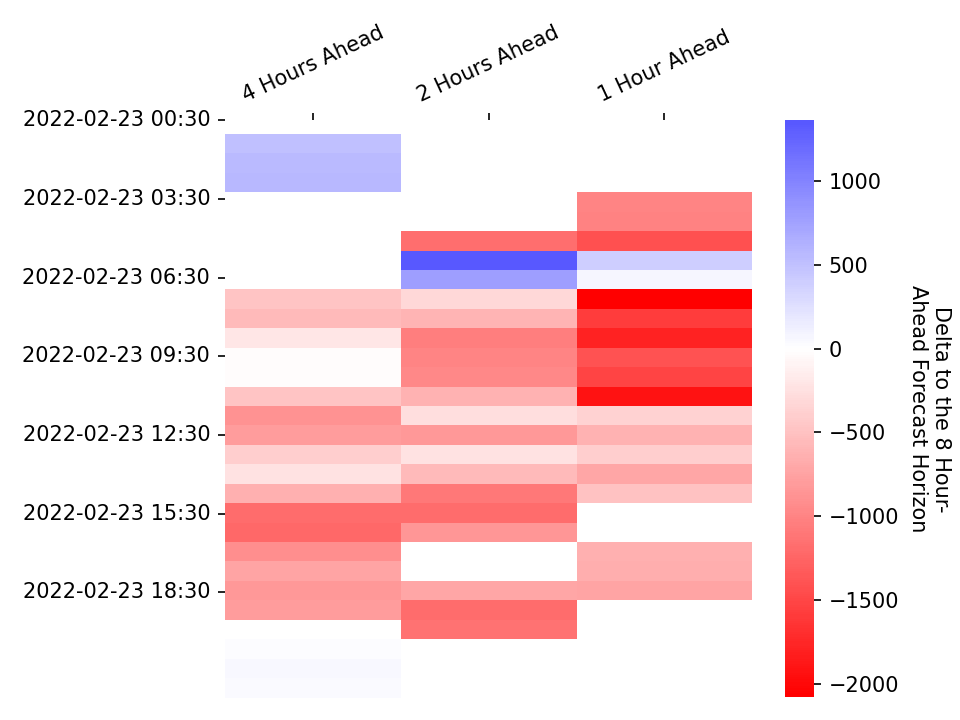 4 Hours Ahead
2 Hours Ahead
1 Hour Ahead
2022-02-23 00:30
2022-02-23 03:30
2022-02-23 06:30
2022-02-23 09:30
2022-02-23 12:30
2022-02-23 15:30
2022-02-23 18:30
1000
500
0
−500
−1000
−1500
−2000
Delta to the 8 Hour-
Ahead Forecast Horizon